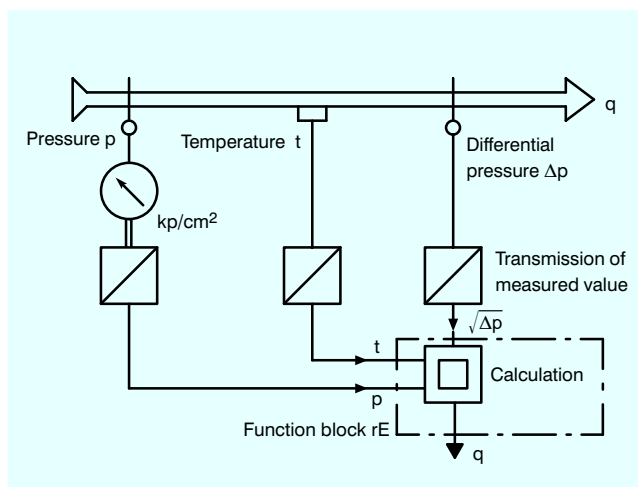 q
Pressure p
Temperature t
Differential
pressure Δp
kp/cm²
Transmission of
measured value
√Δp
t
Calculation
p
Function block rE
q